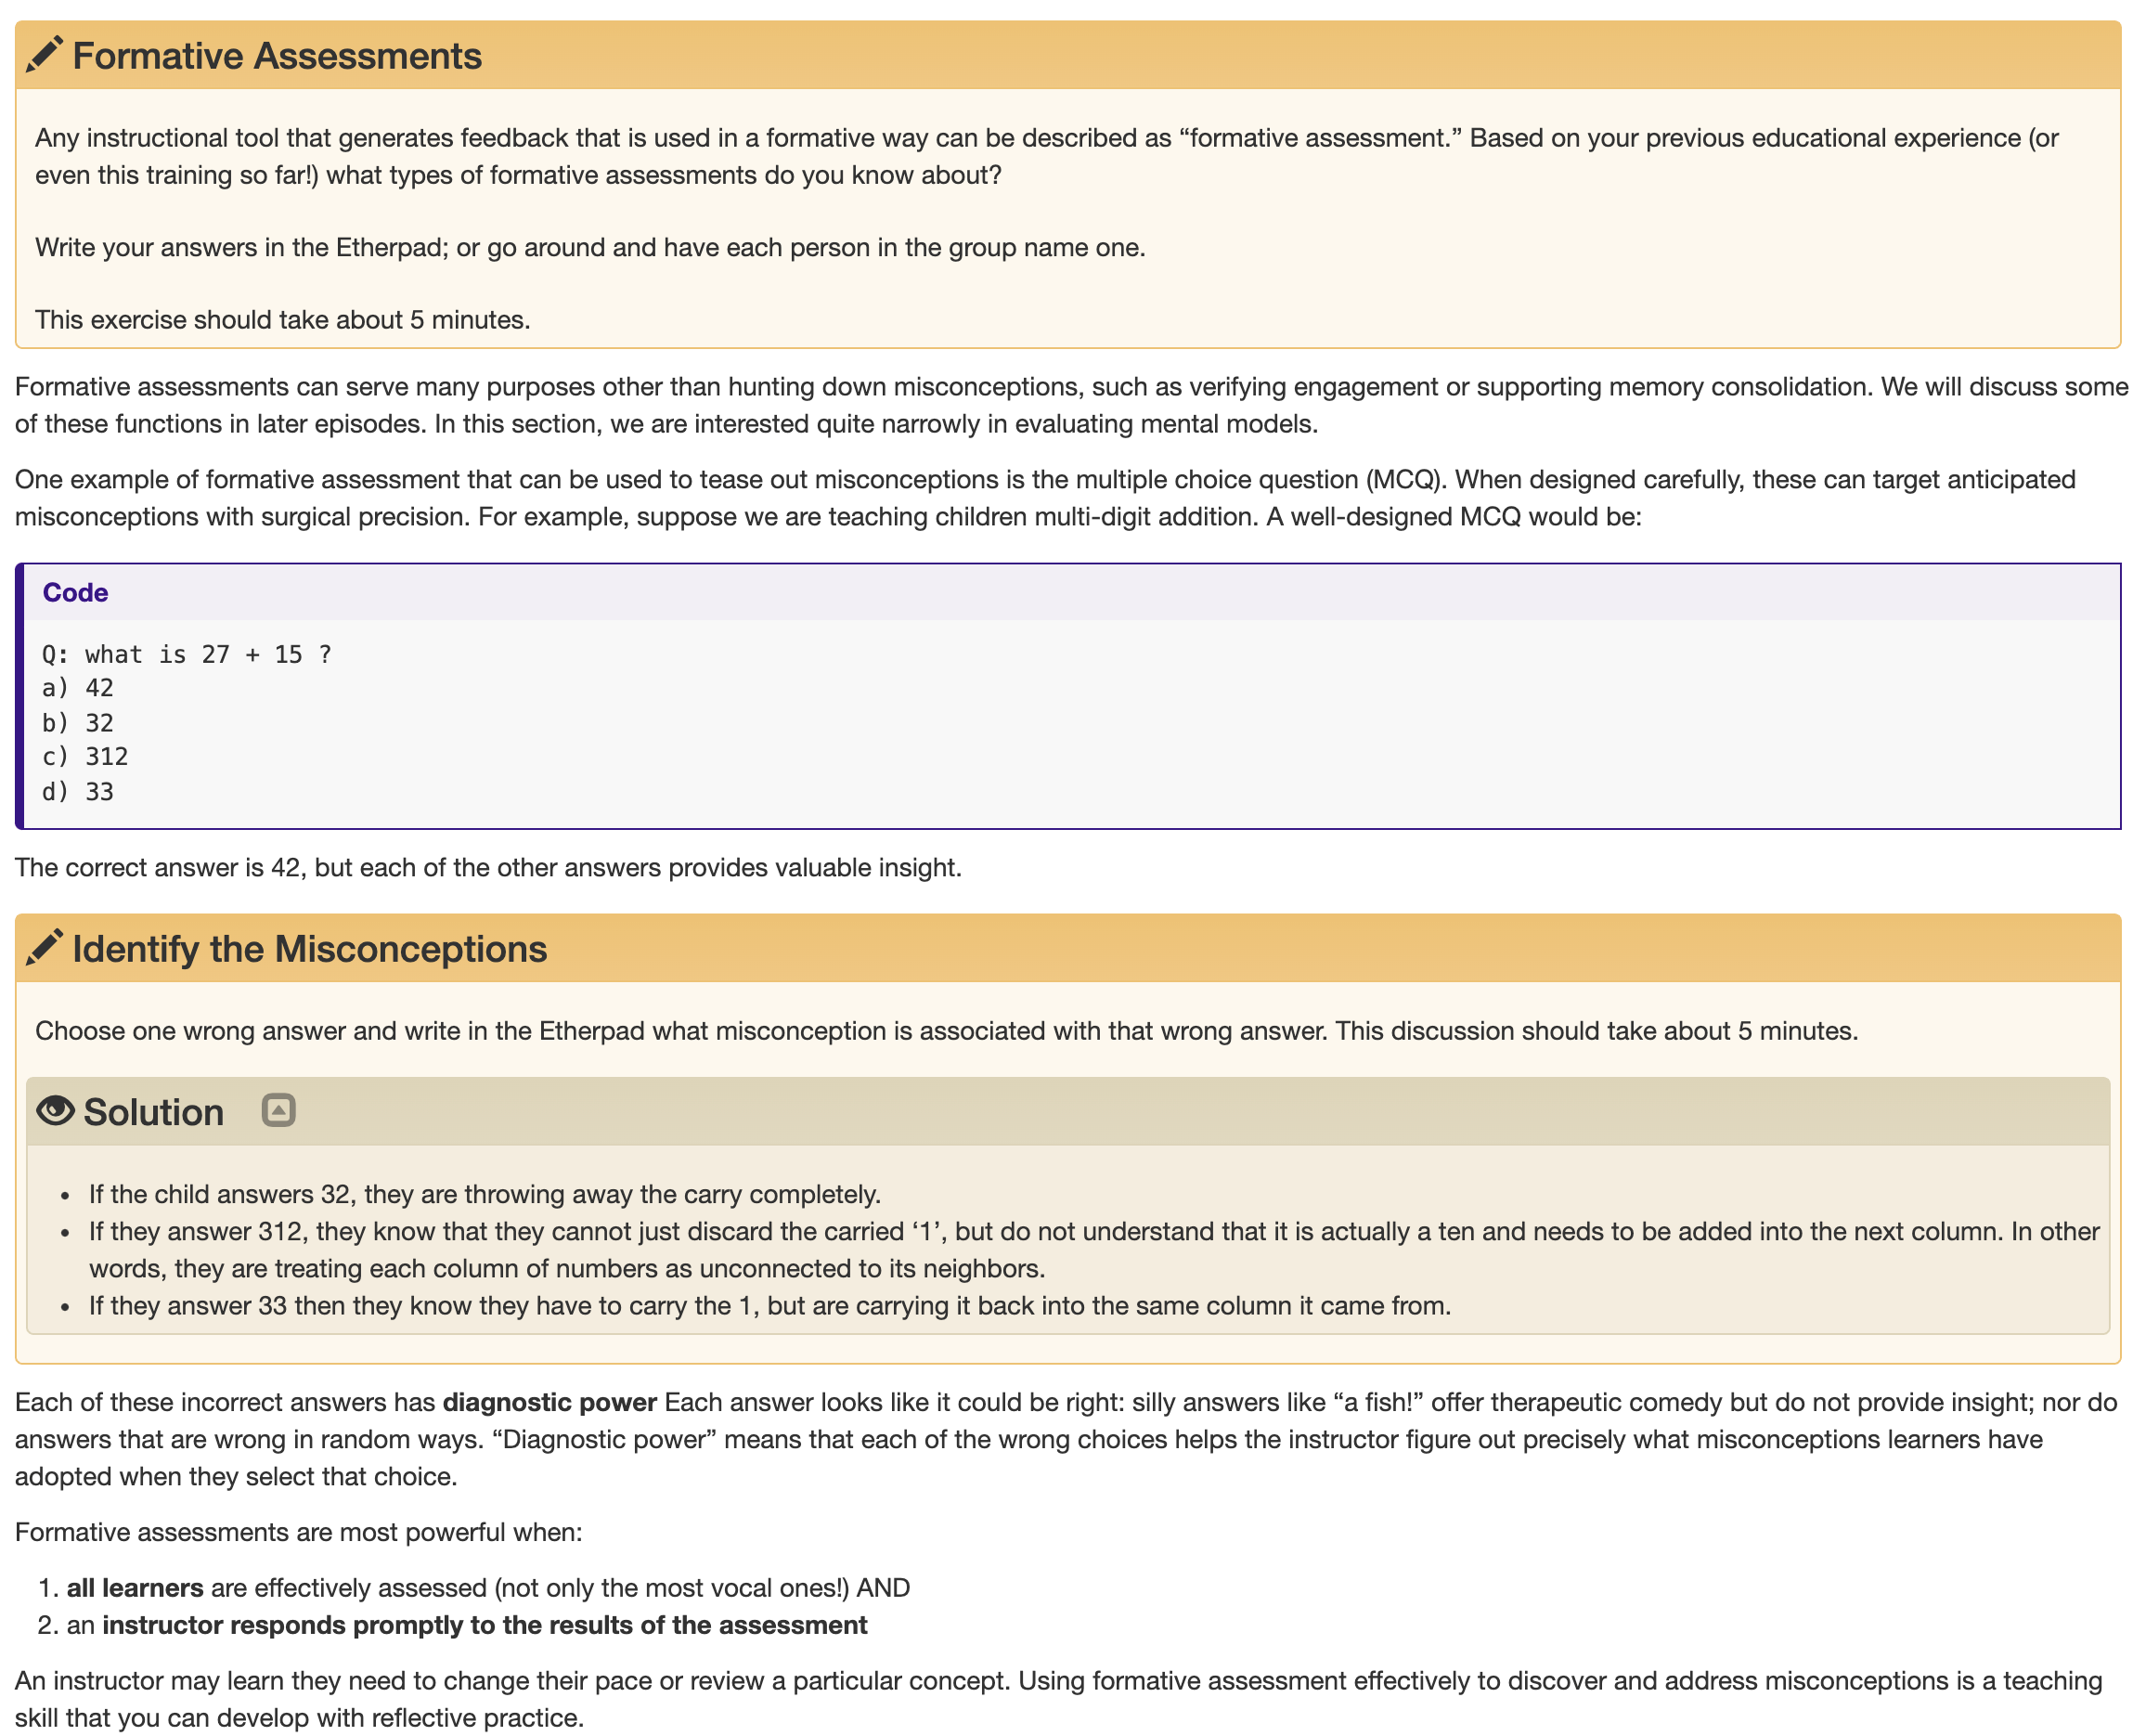 Formative Assessments
Any instructional tool that generates feedback that is used in a formative way can be described as “formative assessment.” Based on your previous educational experience (or
even this training so far!) what types of formative assessments do you know about?
Write your answers in the Etherpad; or go around and have each person in the group name one.
This exercise should take about 5 minutes.
Formative assessments can serve many purposes other than hunting down misconceptions, such as verifying engagement or supporting memory consolidation. We will discuss some
of these functions in later episodes. In this section, we are interested quite narrowly in evaluating mental models.
One example of formative assessment that can be used to tease out misconceptions is the multiple choice question (MCQ). When designed carefully, these can target anticipated
misconceptions with surgical precision. For example, suppose we are teaching children multi-digit addition. A well-designed MCQ would be:
Code
Q: what is 27 + 15 ?
a) 42
b) 32
c) 312
d) 33
The correct answer is 42, but each of the other answers provides valuable insight.
Identify the Misconceptions
Choose one wrong answer and write in the Etherpad what misconception is associated with that wrong answer. This discussion should take about 5 minutes.
Solution
• If the child answers 32, they are throwing away the carry completely.
• If they answer 312, they know that they cannot just discard the carried ‘1’, but do not understand that it is actually a ten and needs to be added into the next column. In other
words, they are treating each column of numbers as unconnected to its neighbors.
• If they answer 33 then they know they have to carry the 1, but are carrying it back into the same column it came from.
Each of these incorrect answers has diagnostic power Each answer looks like it could be right: silly answers like “a fish!” offer therapeutic comedy but do not provide insight; nor do
answers that are wrong in random ways. “Diagnostic power” means that each of the wrong choices helps the instructor figure out precisely what misconceptions learners have
adopted when they select that choice.
Formative assessments are most powerful when:
1. all learners are effectively assessed (not only the most vocal ones!) AND
2. an instructor responds promptly to the results of the assessment
An instructor may learn they need to change their pace or review a particular concept. Using formative assessment effectively to discover and address misconceptions is a teaching
skill that you can develop with reflective practice.